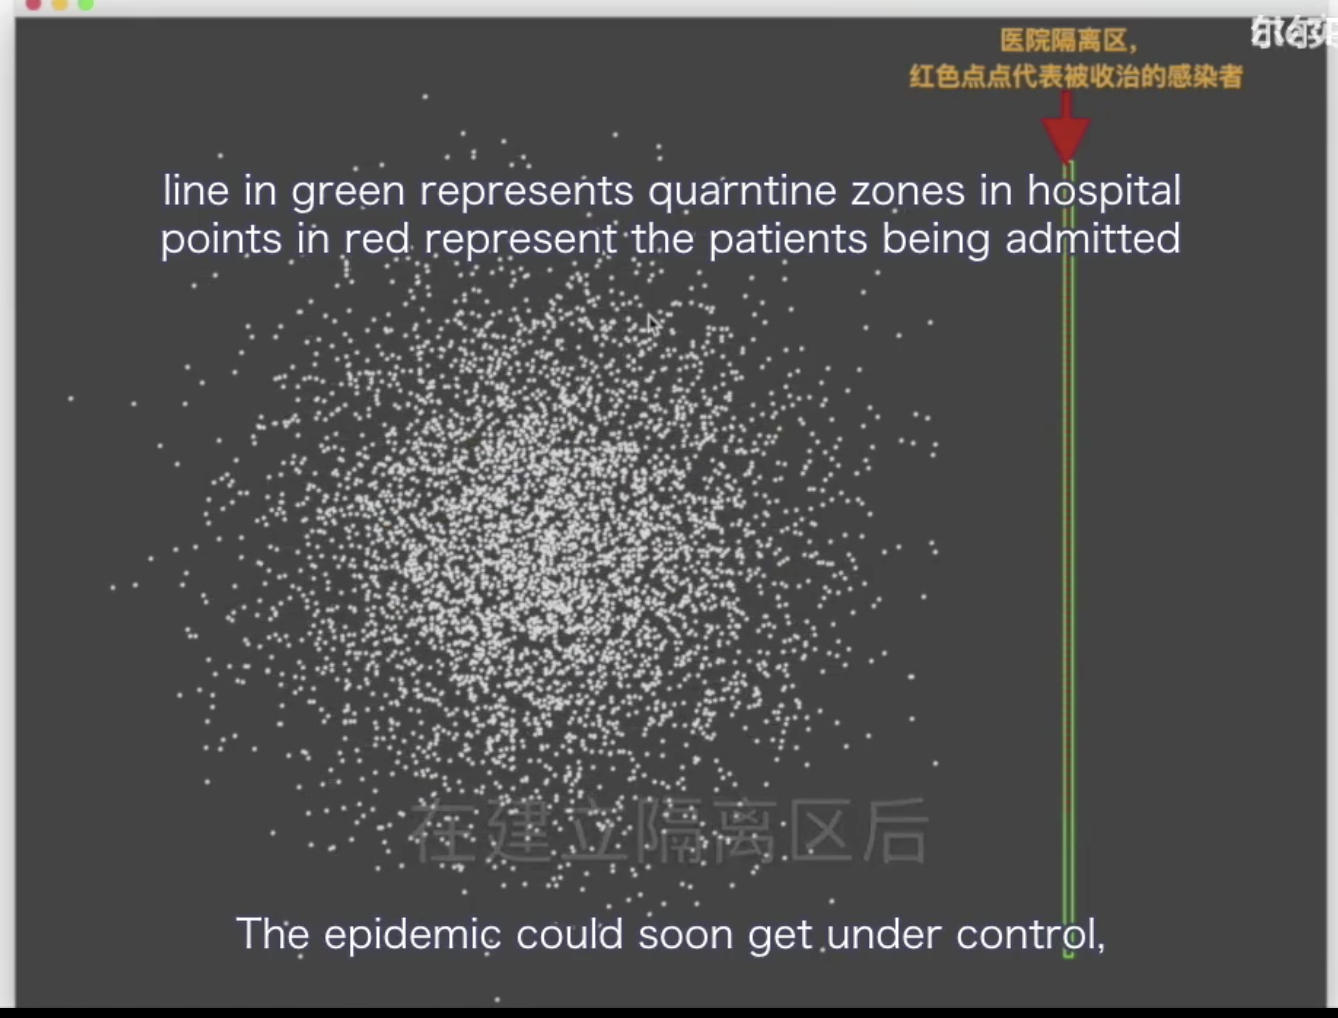 医院隔离区,
红色点点代表被收治的感染者
line in green represents quarntine zones in hospital
points in red represent the patients being admitted
在建立隔离区后
The epidemic could soon get under control,